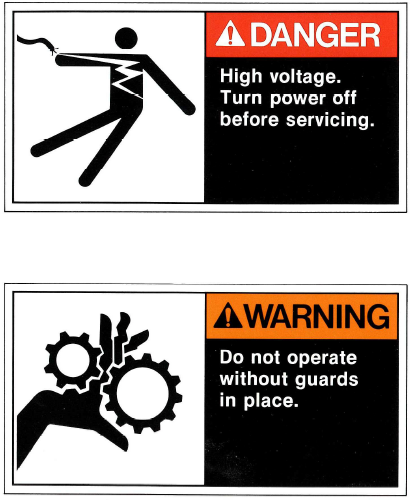 DANGER
High voltage.
Turn power off
before servicing.
WARNING
Do not operate
without guards
in place.